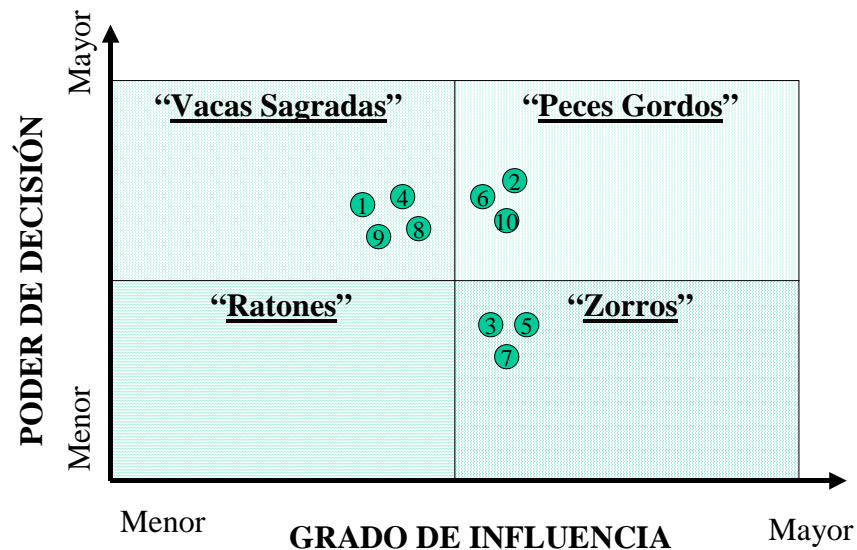 Mayor
“Vacas Sagradas”
“Peces Gordos”
PODER DE DECISIÓN
1
4
9
8
6
2
10
“Ratones”
“Zorros”
3
5
7
Menor
Menor
GRADO DE INFLUENCIA
Mayor